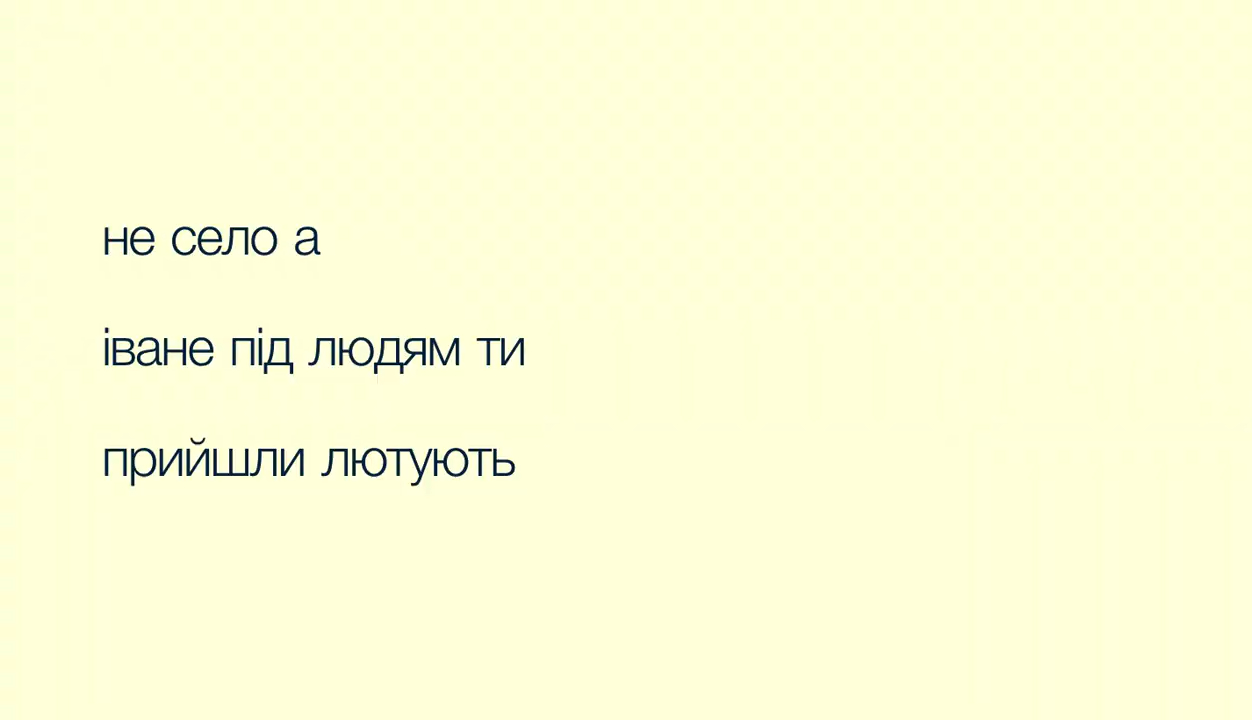 не село а
іване під людям ти
прийшли лютують